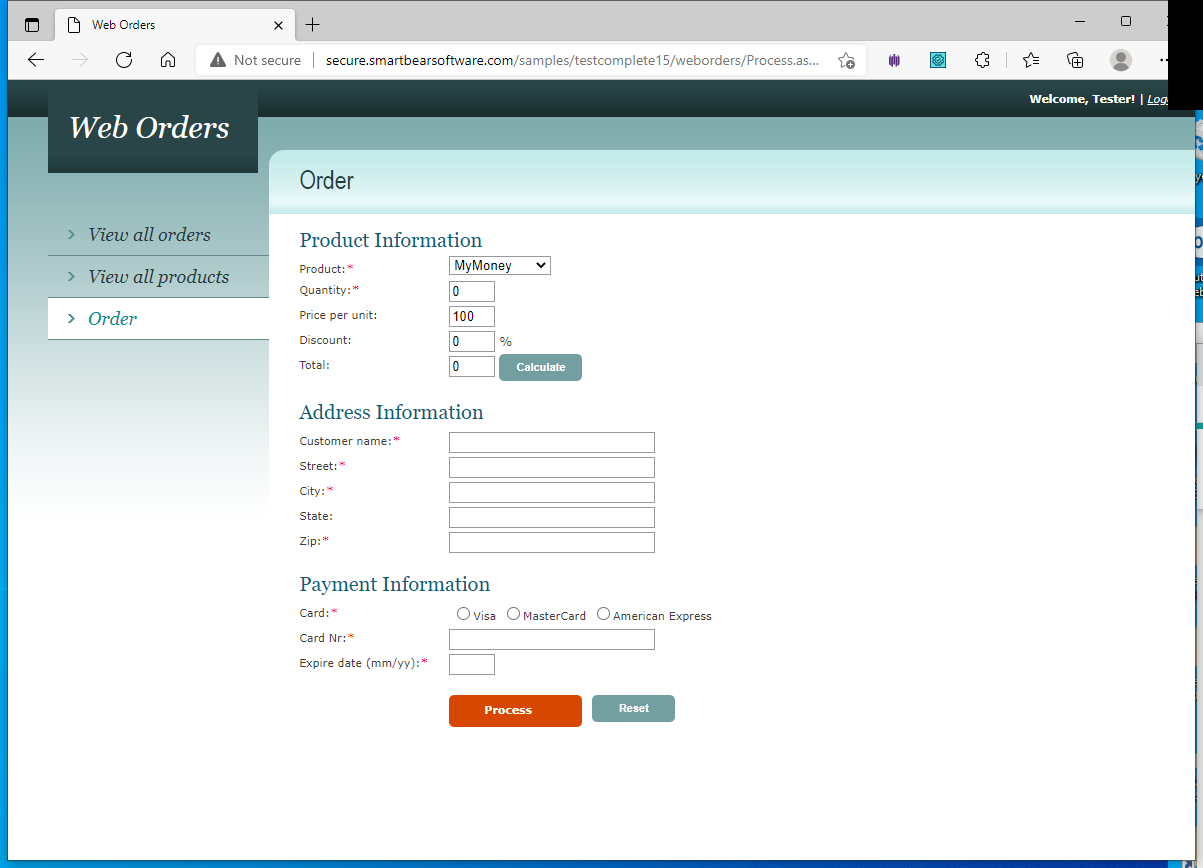 Web Orders
Not secure
secure.smartbearsoftware.com/samples/testcomplete15/weborders/Process.as...
Welcome, Tester! | Log
Web Orders
Order
View all orders
View all products
Order
Product Information
Product:* MyMoney
Quantity:* 0
Price per unit: 100
Discount: 0 %
Total: 0 Calculate
Address Information
Customer name:*
Street:*
City:*
State:
Zip:*
Payment Information
Card:* Visa MasterCard American Express
Card Nr:*
Expire date (mm/yy):*
Process Reset